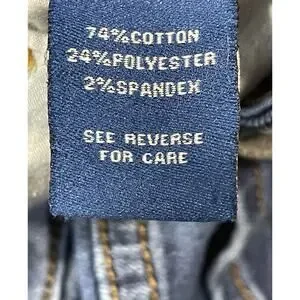 74%COTTON
24%POLYESTER
2%SPANDEX
SEE REVERSE
FOR CARE